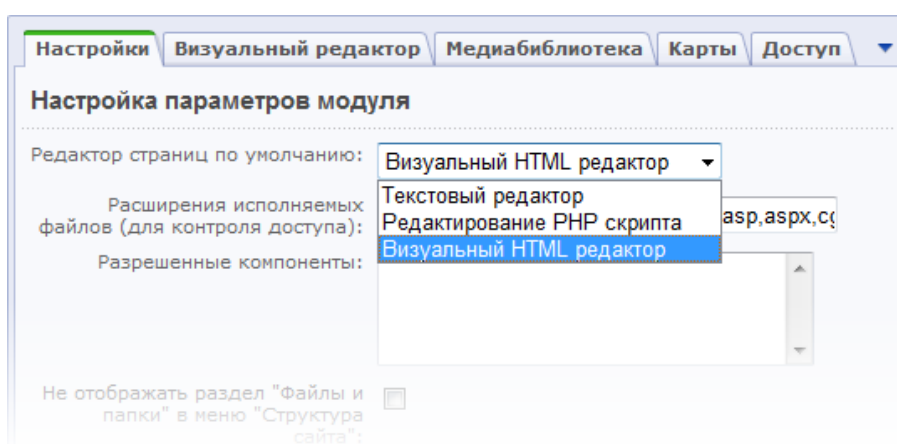 Настройки Визуальный редактор Медиабиблиотека Карты Доступ
Настройка параметров модуля
Редактор страниц по умолчанию: Визуальный HTML редактор
Текстовый редактор
Расширения исполняемых
файлов (для контроля доступа): Редактирование PHP скрипта asp,aspx,cg
Визуальный HTML редактор
Разрешенные компоненты:
Не отображать раздел "Файлы и
папки" в меню "Структура
сайта":